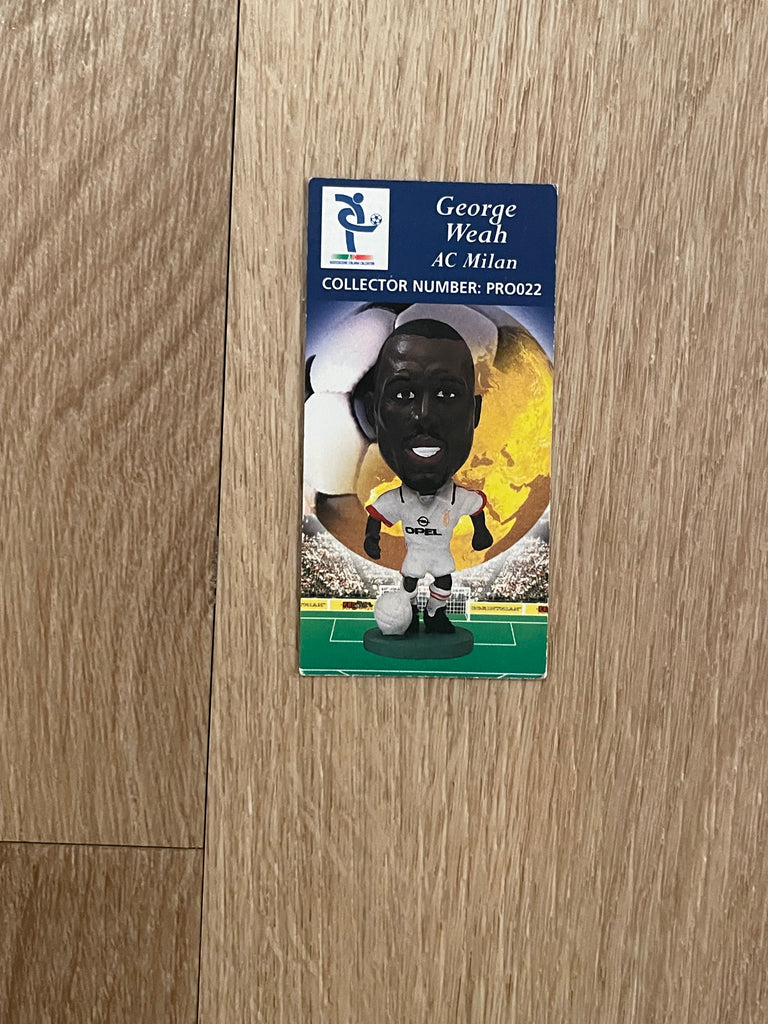 George
Weah
AC Milan
COLLECTOR NUMBER: PRO022
OPEL